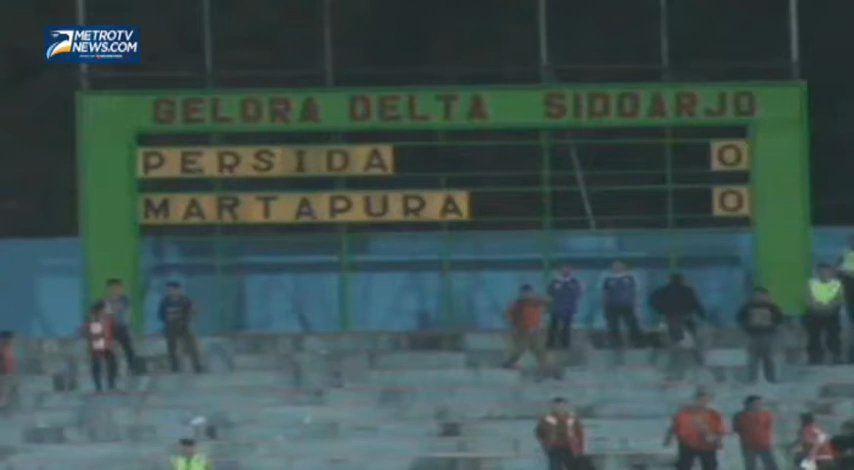 METROTV
NEWS.COM
GELORA DELTA SIDOARJO
PERSIDA 0
MARTAPURA 0